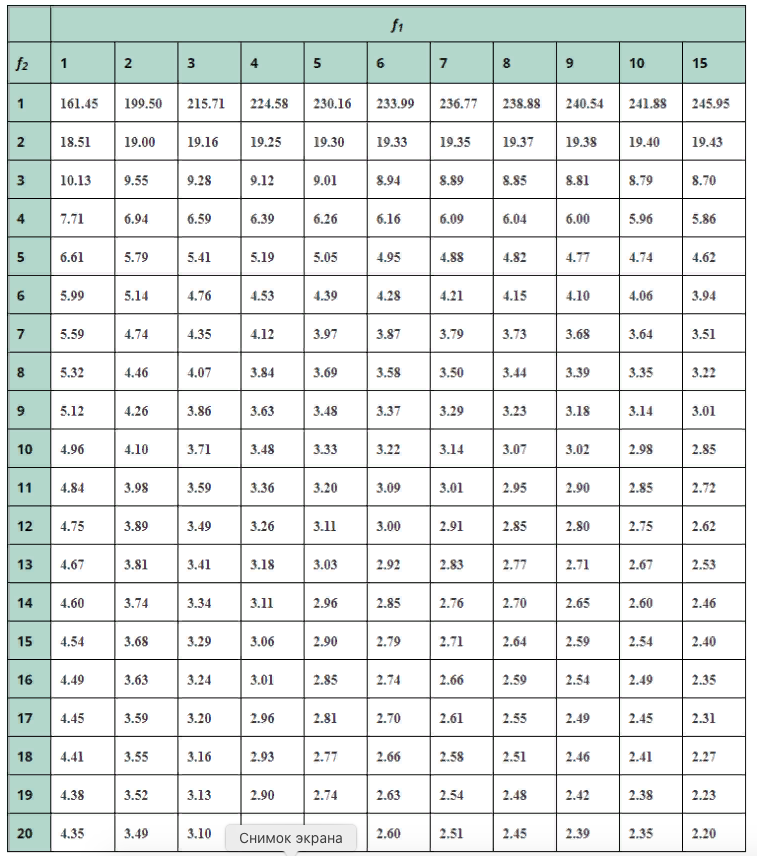 f₁
f₂ 1 2 3 4 5 6 7 8 9 10 15
1 161.45 199.50 215.71 224.58 230.16 233.99 236.77 238.88 240.54 241.88 245.95
2 18.51 19.00 19.16 19.25 19.30 19.33 19.35 19.37 19.38 19.40 19.43
3 10.13 9.55 9.28 9.12 9.01 8.94 8.89 8.85 8.81 8.79 8.70
4 7.71 6.94 6.59 6.39 6.26 6.16 6.09 6.04 6.00 5.96 5.86
5 6.61 5.79 5.41 5.19 5.05 4.95 4.88 4.82 4.77 4.74 4.62
6 5.99 5.14 4.76 4.53 4.39 4.28 4.21 4.15 4.10 4.06 3.94
7 5.59 4.74 4.35 4.12 3.97 3.87 3.79 3.73 3.68 3.64 3.51
8 5.32 4.46 4.07 3.84 3.69 3.58 3.50 3.44 3.39 3.35 3.22
9 5.12 4.26 3.86 3.63 3.48 3.37 3.29 3.23 3.18 3.14 3.01
10 4.96 4.10 3.71 3.48 3.33 3.22 3.14 3.07 3.02 2.98 2.85
11 4.84 3.98 3.59 3.36 3.20 3.09 3.01 2.95 2.90 2.85 2.72
12 4.75 3.89 3.49 3.26 3.11 3.00 2.91 2.85 2.80 2.75 2.62
13 4.67 3.81 3.41 3.18 3.03 2.92 2.83 2.77 2.71 2.67 2.53
14 4.60 3.74 3.34 3.11 2.96 2.85 2.76 2.70 2.65 2.60 2.46
15 4.54 3.68 3.29 3.06 2.90 2.79 2.71 2.64 2.59 2.54 2.40
16 4.49 3.63 3.24 3.01 2.85 2.74 2.66 2.59 2.54 2.49 2.35
17 4.45 3.59 3.20 2.96 2.81 2.70 2.61 2.55 2.49 2.45 2.31
18 4.41 3.55 3.16 2.93 2.77 2.66 2.58 2.51 2.46 2.41 2.27
19 4.38 3.52 3.13 2.90 2.74 2.63 2.54 2.48 2.42 2.38 2.23
20 4.35 3.49 3.10 2.60 2.51 2.45 2.39 2.35 2.20
Снимок экрана